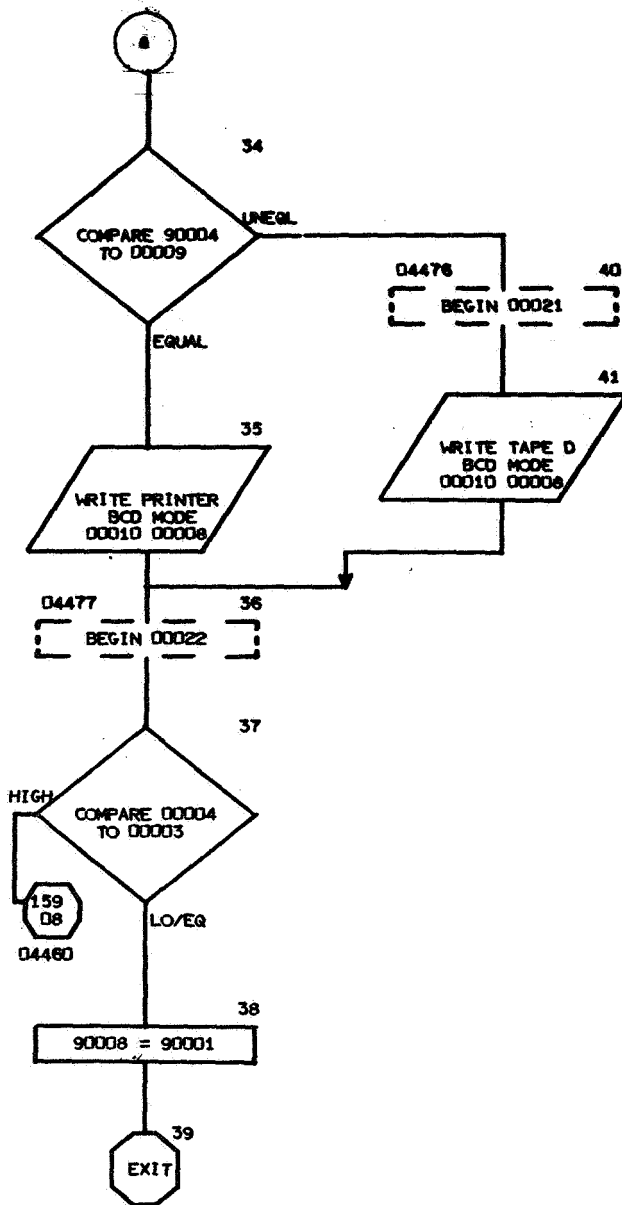 34
COMPARE 90004
TO 00009
UNEQL
EQUAL
04476
40
BEGIN 00021
41
WRITE TAPE D
BCD MODE
00010 00008
35
WRITE PRINTER
BCD MODE
00010 00008
04477
36
BEGIN 00022
37
HIGH
COMPARE 00004
TO 00003
159
08
04460
LO/EQ
38
90008 = 90001
39
EXIT